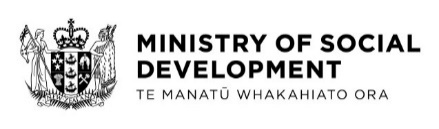 MINISTRY OF SOCIAL
DEVELOPMENT
TE MANATŪ WHAKAHIATO ORA